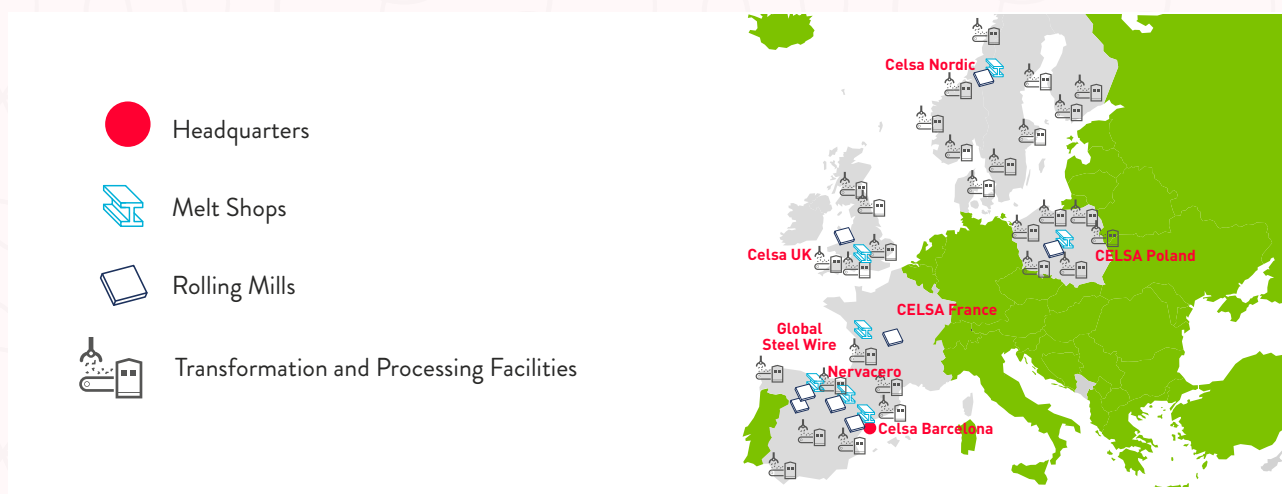 Headquarters
Melt Shops
Rolling Mills
Transformation and Processing Facilities
Celsa Nordic
Celsa UK
CELSA Poland
CELSA France
Global
Steel Wire
Nervacero
Celsa Barcelona